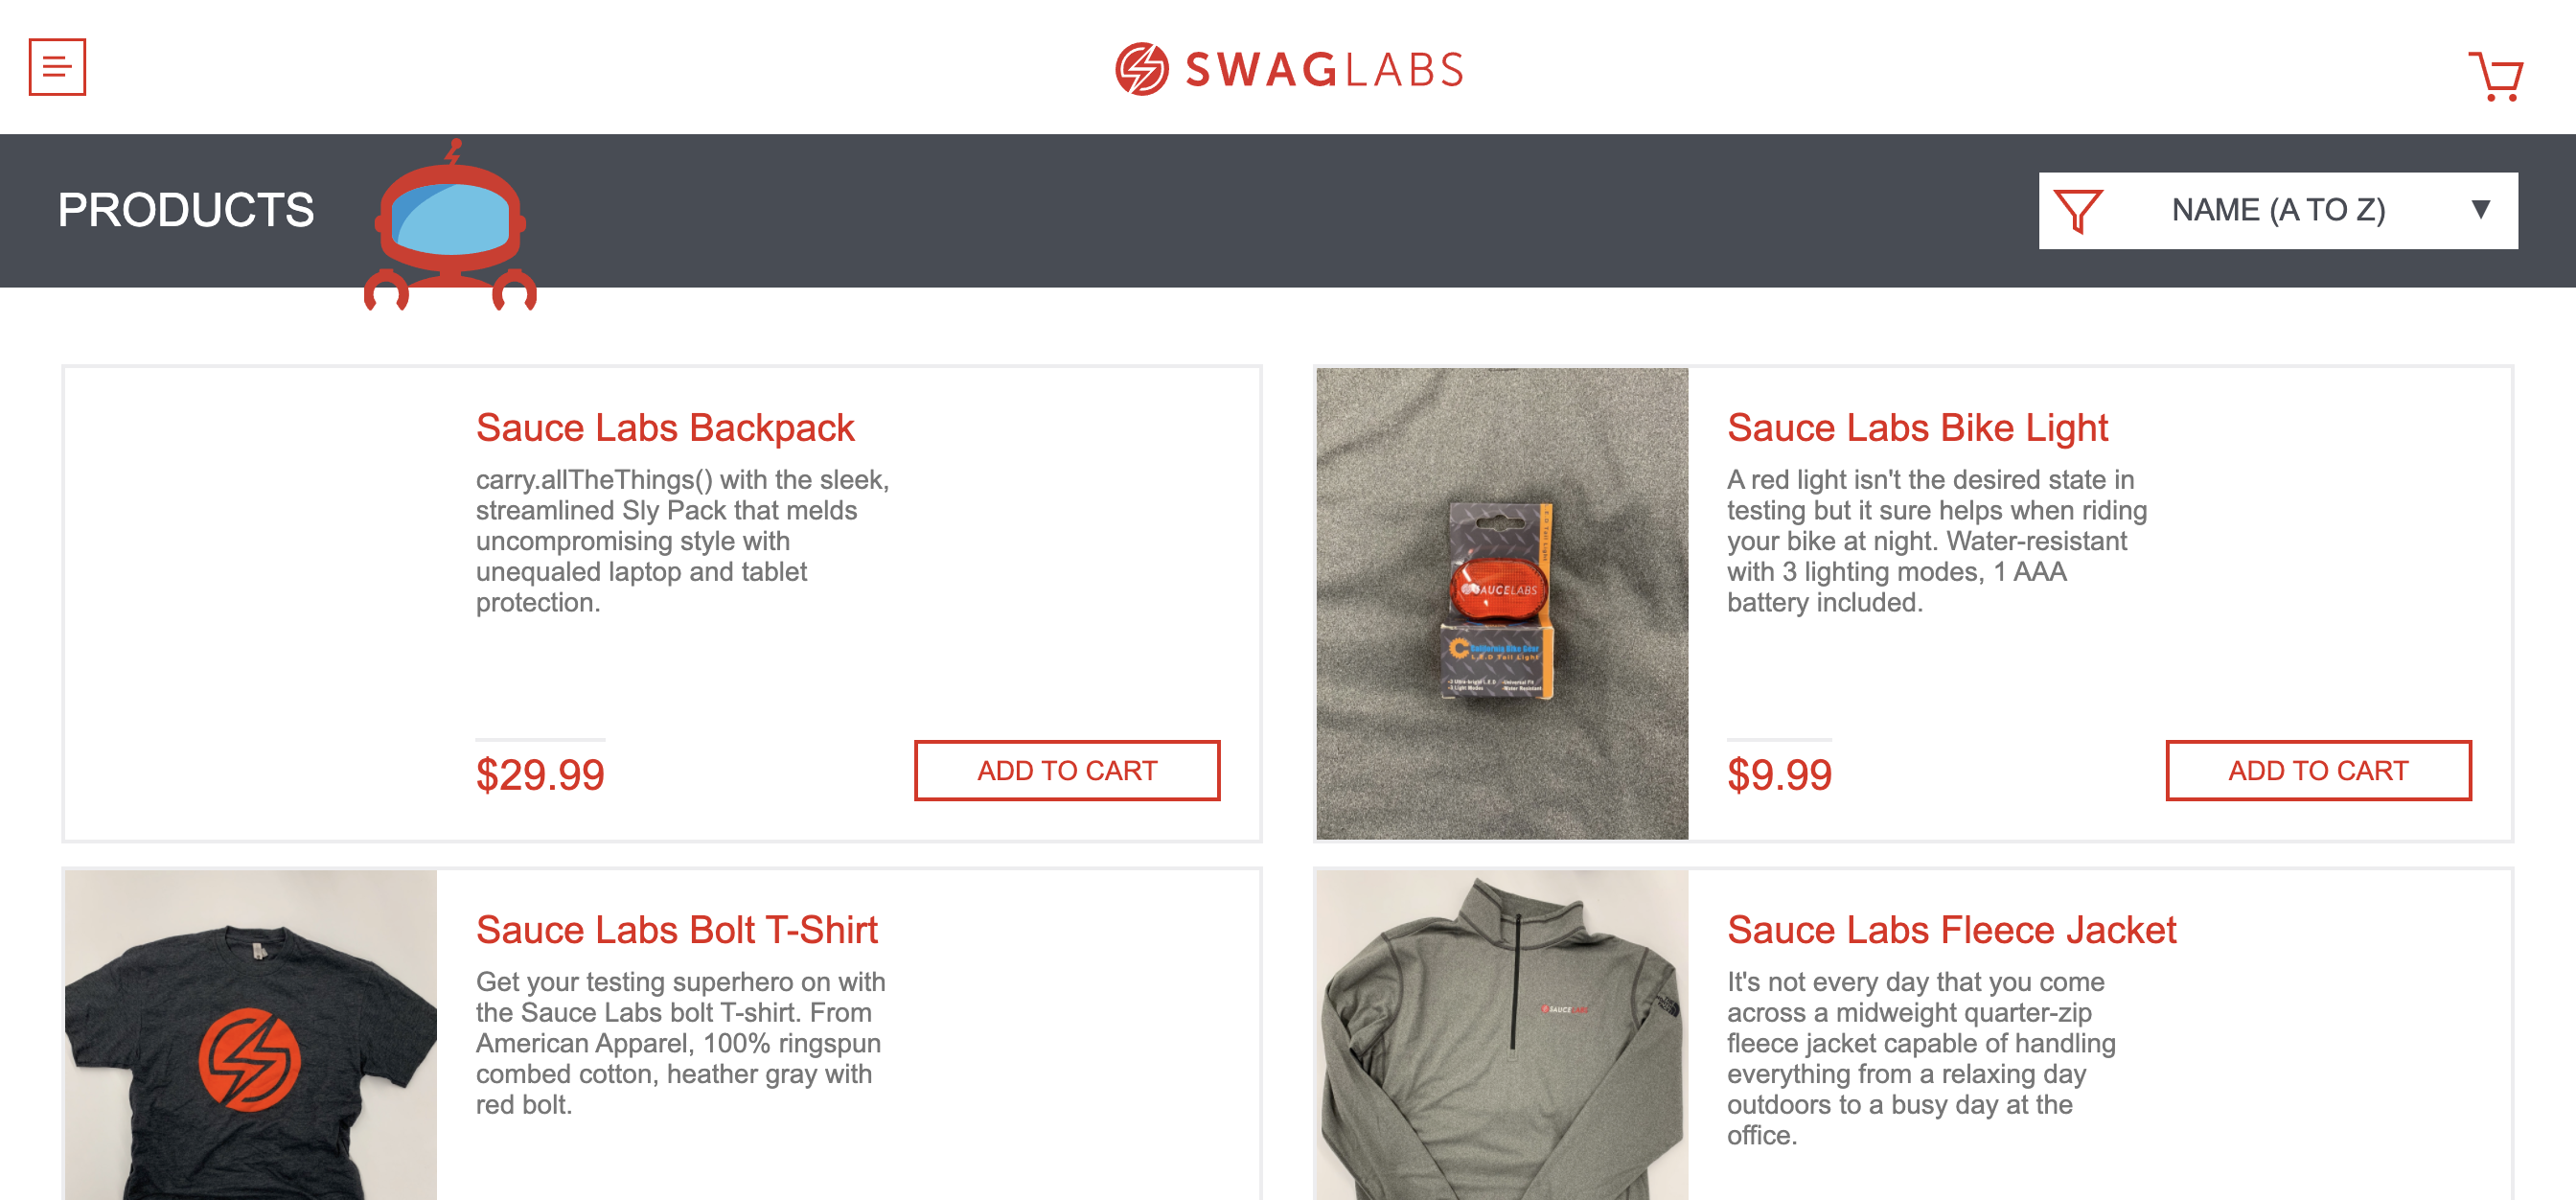 SWAGLABS
PRODUCTS
NAME (A TO Z)
Sauce Labs Backpack
carry.allTheThings() with the sleek,
streamlined Sly Pack that melds
uncompromising style with
unequaled laptop and tablet
protection.
$29.99
ADD TO CART
SAUCELABS
California Bike Gear
L.E.D Tail Light
Sauce Labs Bike Light
A red light isn't the desired state in
testing but it sure helps when riding
your bike at night. Water-resistant
with 3 lighting modes, 1 AAA
battery included.
$9.99
ADD TO CART
Sauce Labs Bolt T-Shirt
Get your testing superhero on with
the Sauce Labs bolt T-shirt. From
American Apparel, 100% ringspun
combed cotton, heather gray with
red bolt.
SAUCELABS
Sauce Labs Fleece Jacket
It's not every day that you come
across a midweight quarter-zip
fleece jacket capable of handling
everything from a relaxing day
outdoors to a busy day at the
office.